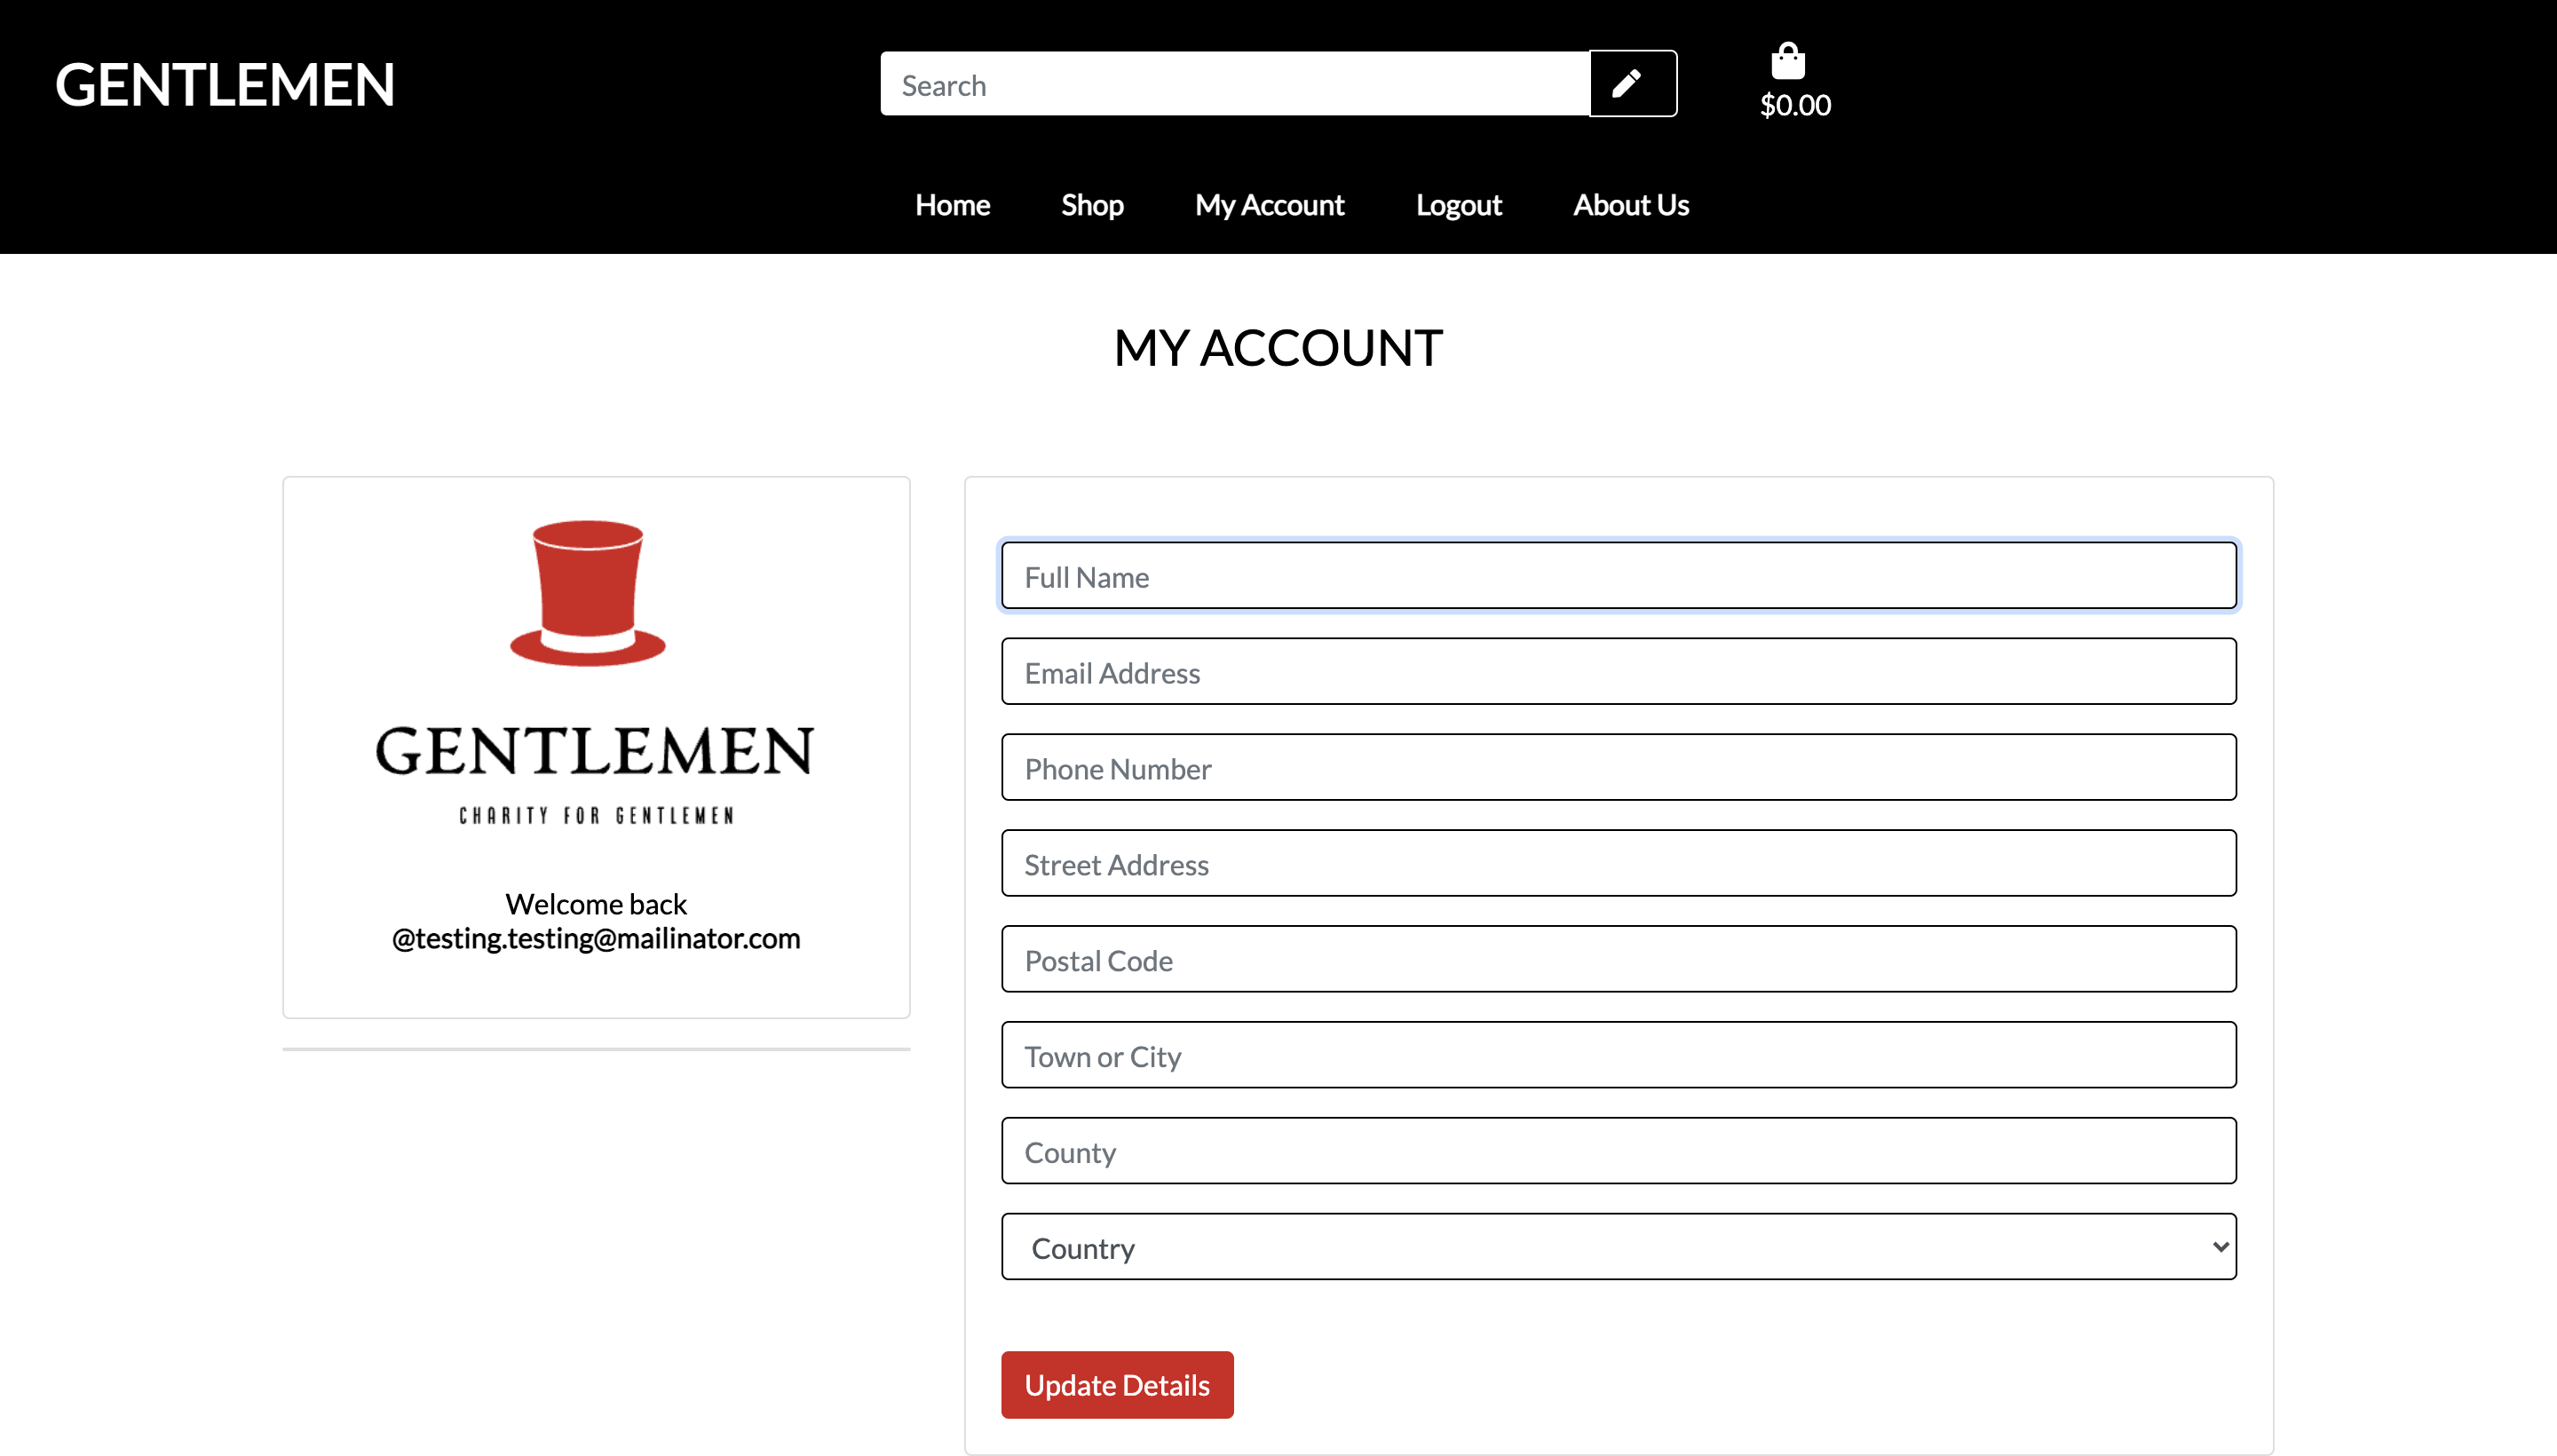 GENTLEMEN
Search
$0.00
Home Shop My Account Logout About Us
MY ACCOUNT
GENTLEMEN
CHARITY FOR GENTLEMEN
Welcome back
@testing.testing@mailinator.com
Full Name
Email Address
Phone Number
Street Address
Postal Code
Town or City
County
Country
Update Details